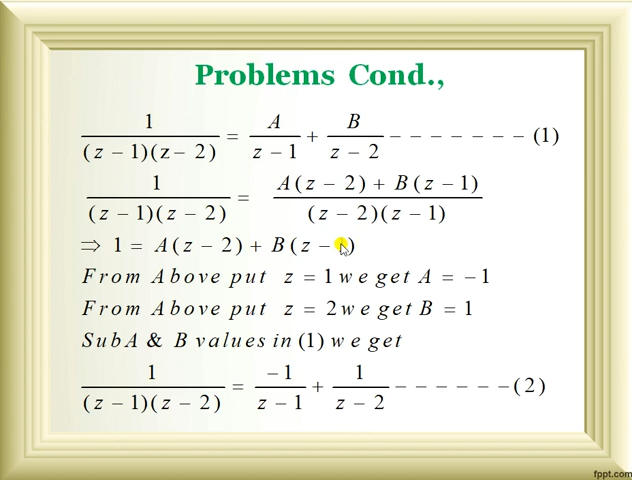 Problems Cond.,
1/((z − 1)(z − 2)) = A/(z − 1) + B/(z − 2) − − − − − − − (1)
1/((z − 1)(z − 2)) = (A(z − 2) + B(z − 1))/((z − 2)(z − 1))
⇒ 1 = A(z − 2) + B(z − )
From Above put z = 1 we get A = −1
From Above put z = 2 we get B = 1
Sub A & B values in (1) we get
1/((z − 1)(z − 2)) = −1/(z − 1) + 1/(z − 2) − − − − − − (2)
fppt.com